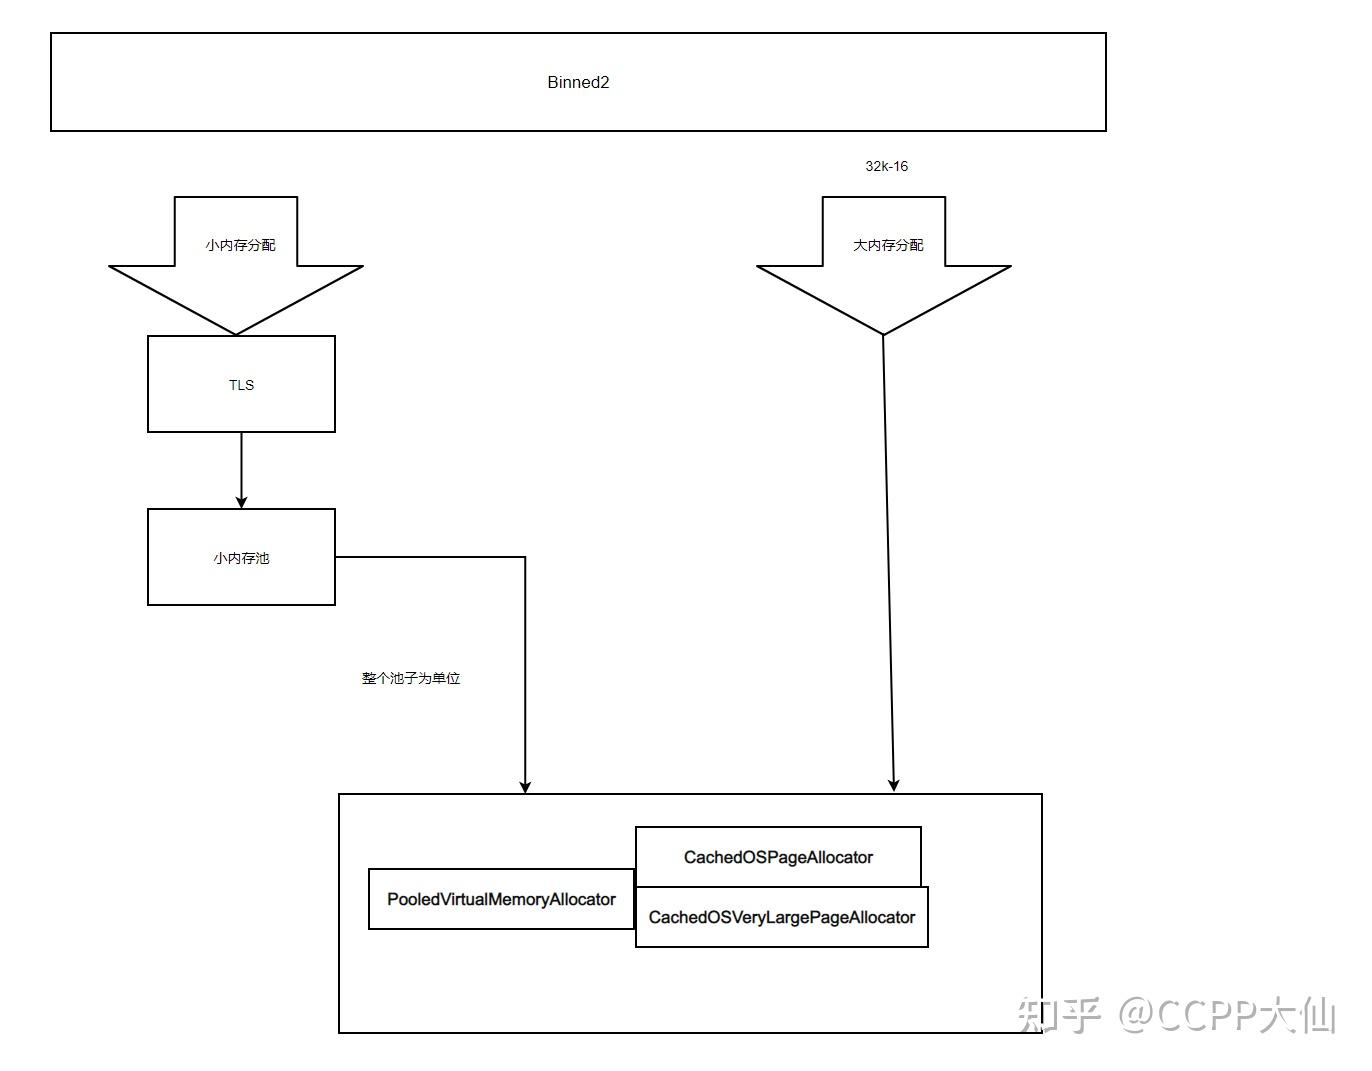 Binned2
32k-16
小内存分配
大内存分配
TLS
小内存池
整个池子为单位
CachedOSPageAllocator
PooledVirtualMemoryAllocator
CachedOSVeryLargePageAllocator
知乎 @CCPP大仙